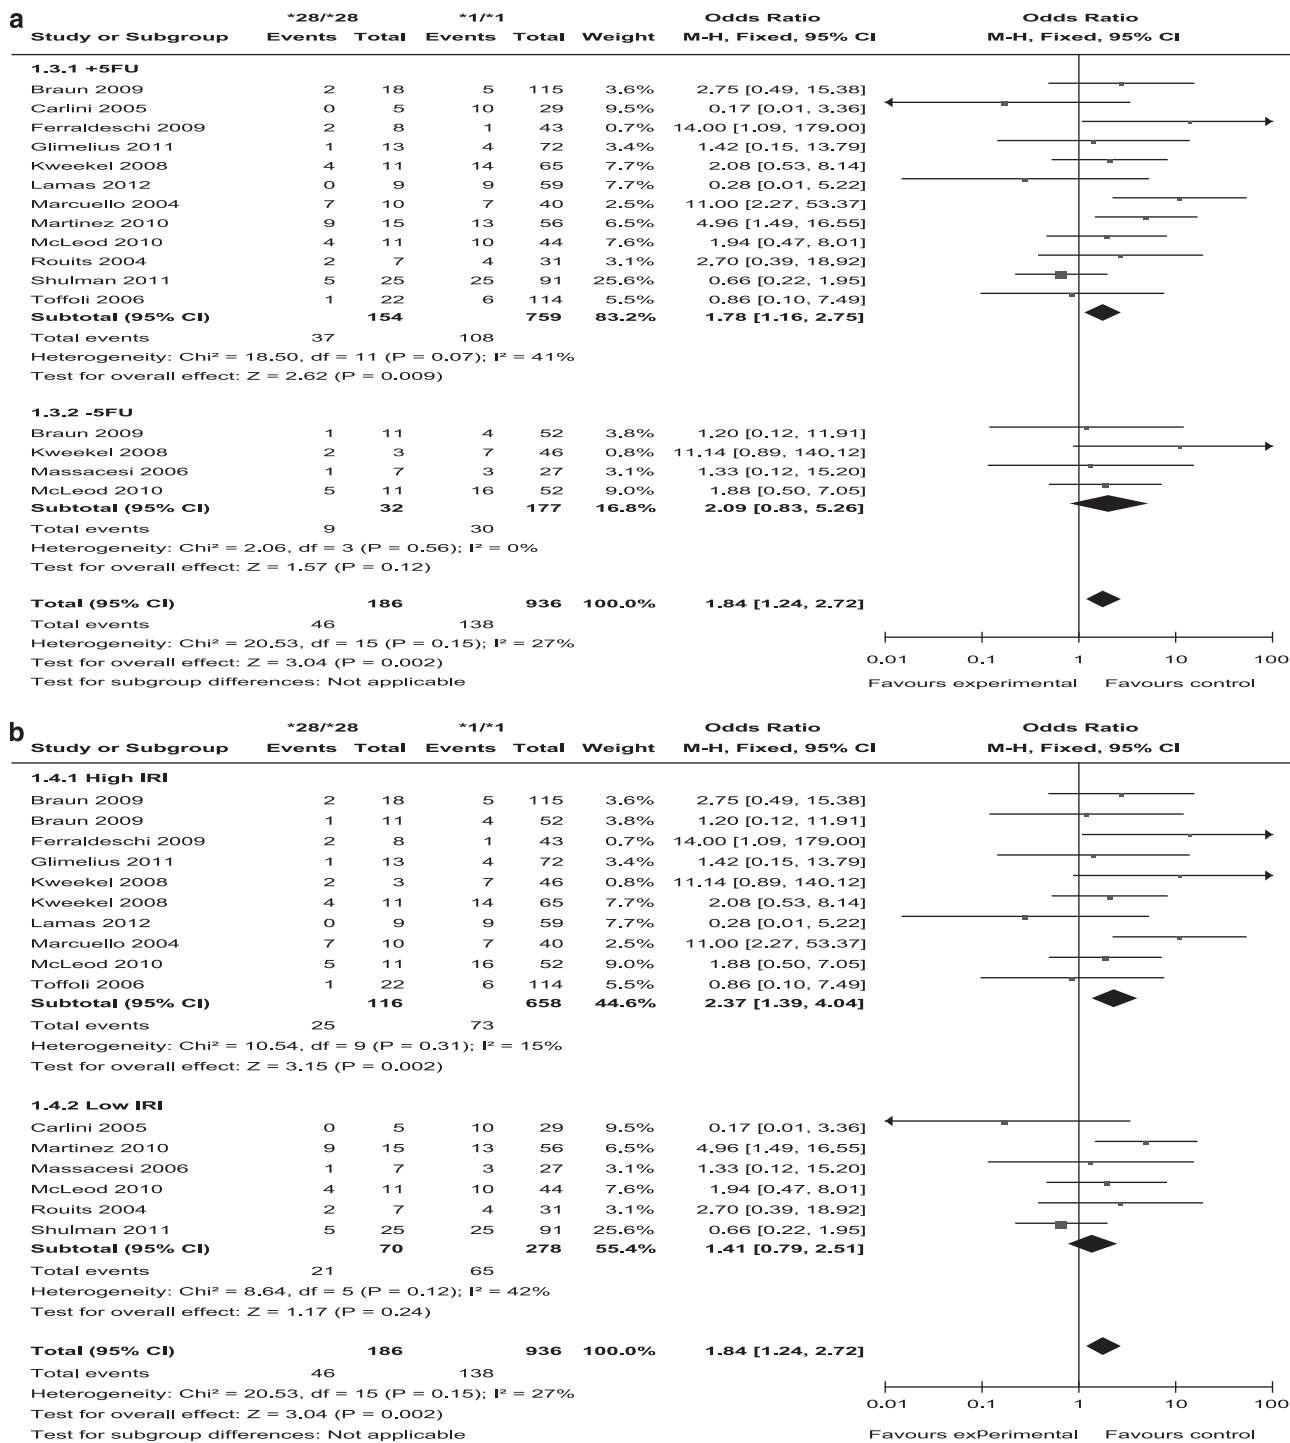 a
*28/*28 *1/*1 Odds Ratio Odds Ratio
Study or Subgroup Events Total Events Total Weight M-H, Fixed, 95% CI M-H, Fixed, 95% CI
1.3.1 +5FU
Braun 2009 2 18 5 115 3.6% 2.75 [0.49, 15.38]
Carlini 2005 0 5 10 29 9.5% 0.17 [0.01, 3.36]
Ferraldeschi 2009 2 8 1 43 0.7% 14.00 [1.09, 179.00]
Glimelius 2011 1 13 4 72 3.4% 1.42 [0.15, 13.79]
Kweekel 2008 4 11 14 65 7.7% 2.08 [0.53, 8.14]
Lamas 2012 0 9 9 59 7.7% 0.28 [0.01, 5.22]
Marcuello 2004 7 10 7 40 2.5% 11.00 [2.27, 53.37]
Martinez 2010 9 15 13 56 6.5% 4.96 [1.49, 16.55]
McLeod 2010 4 11 10 44 7.6% 1.94 [0.47, 8.01]
Rouits 2004 2 7 4 31 3.1% 2.70 [0.39, 18.92]
Shulman 2011 5 25 25 91 25.6% 0.66 [0.22, 1.95]
Toffoli 2006 1 22 6 114 5.5% 0.86 [0.10, 7.49]
Subtotal (95% CI) 154 759 83.2% 1.78 [1.16, 2.75]
Total events 37 108
Heterogeneity: Chi² = 18.50, df = 11 (P = 0.07); I² = 41%
Test for overall effect: Z = 2.62 (P = 0.009)
1.3.2 -5FU
Braun 2009 1 11 4 52 3.8% 1.20 [0.12, 11.91]
Kweekel 2008 2 3 7 46 0.8% 11.14 [0.89, 140.12]
Massacesi 2006 1 7 3 27 3.1% 1.33 [0.12, 15.20]
McLeod 2010 5 11 16 52 9.0% 1.88 [0.50, 7.05]
Subtotal (95% CI) 32 177 16.8% 2.09 [0.83, 5.26]
Total events 9 30
Heterogeneity: Chi² = 2.06, df = 3 (P = 0.56); I² = 0%
Test for overall effect: Z = 1.57 (P = 0.12)
Total (95% CI) 186 936 100.0% 1.84 [1.24, 2.72]
Total events 46 138
Heterogeneity: Chi² = 20.53, df = 15 (P = 0.15); I² = 27%
Test for overall effect: Z = 3.04 (P = 0.002)
Test for subgroup differences: Not applicable
0.01 0.1 1 10 100
Favours experimental Favours control
b
*28/*28 *1/*1 Odds Ratio Odds Ratio
Study or Subgroup Events Total Events Total Weight M-H, Fixed, 95% CI M-H, Fixed, 95% CI
1.4.1 High IRI
Braun 2009 2 18 5 115 3.6% 2.75 [0.49, 15.38]
Braun 2009 1 11 4 52 3.8% 1.20 [0.12, 11.91]
Ferraldeschi 2009 2 8 1 43 0.7% 14.00 [1.09, 179.00]
Glimelius 2011 1 13 4 72 3.4% 1.42 [0.15, 13.79]
Kweekel 2008 2 3 7 46 0.8% 11.14 [0.89, 140.12]
Kweekel 2008 4 11 14 65 7.7% 2.08 [0.53, 8.14]
Lamas 2012 0 9 9 59 7.7% 0.28 [0.01, 5.22]
Marcuello 2004 7 10 7 40 2.5% 11.00 [2.27, 53.37]
McLeod 2010 5 11 16 52 9.0% 1.88 [0.50, 7.05]
Toffoli 2006 1 22 6 114 5.5% 0.86 [0.10, 7.49]
Subtotal (95% CI) 116 658 44.6% 2.37 [1.39, 4.04]
Total events 25 73
Heterogeneity: Chi² = 10.54, df = 9 (P = 0.31); I² = 15%
Test for overall effect: Z = 3.15 (P = 0.002)
1.4.2 Low IRI
Carlini 2005 0 5 10 29 9.5% 0.17 [0.01, 3.36]
Martinez 2010 9 15 13 56 6.5% 4.96 [1.49, 16.55]
Massacesi 2006 1 7 3 27 3.1% 1.33 [0.12, 15.20]
McLeod 2010 4 11 10 44 7.6% 1.94 [0.47, 8.01]
Rouits 2004 2 7 4 31 3.1% 2.70 [0.39, 18.92]
Shulman 2011 5 25 25 91 25.6% 0.66 [0.22, 1.95]
Subtotal (95% CI) 70 278 55.4% 1.41 [0.79, 2.51]
Total events 21 65
Heterogeneity: Chi² = 8.64, df = 5 (P = 0.12); I² = 42%
Test for overall effect: Z = 1.17 (P = 0.24)
Total (95% CI) 186 936 100.0% 1.84 [1.24, 2.72]
Total events 46 138
Heterogeneity: Chi² = 20.53, df = 15 (P = 0.15); I² = 27%
Test for overall effect: Z = 3.04 (P = 0.002)
0.01 0.1 1 10 100
Test for subgroup differences: Not applicable Favours exPerimental Favours control